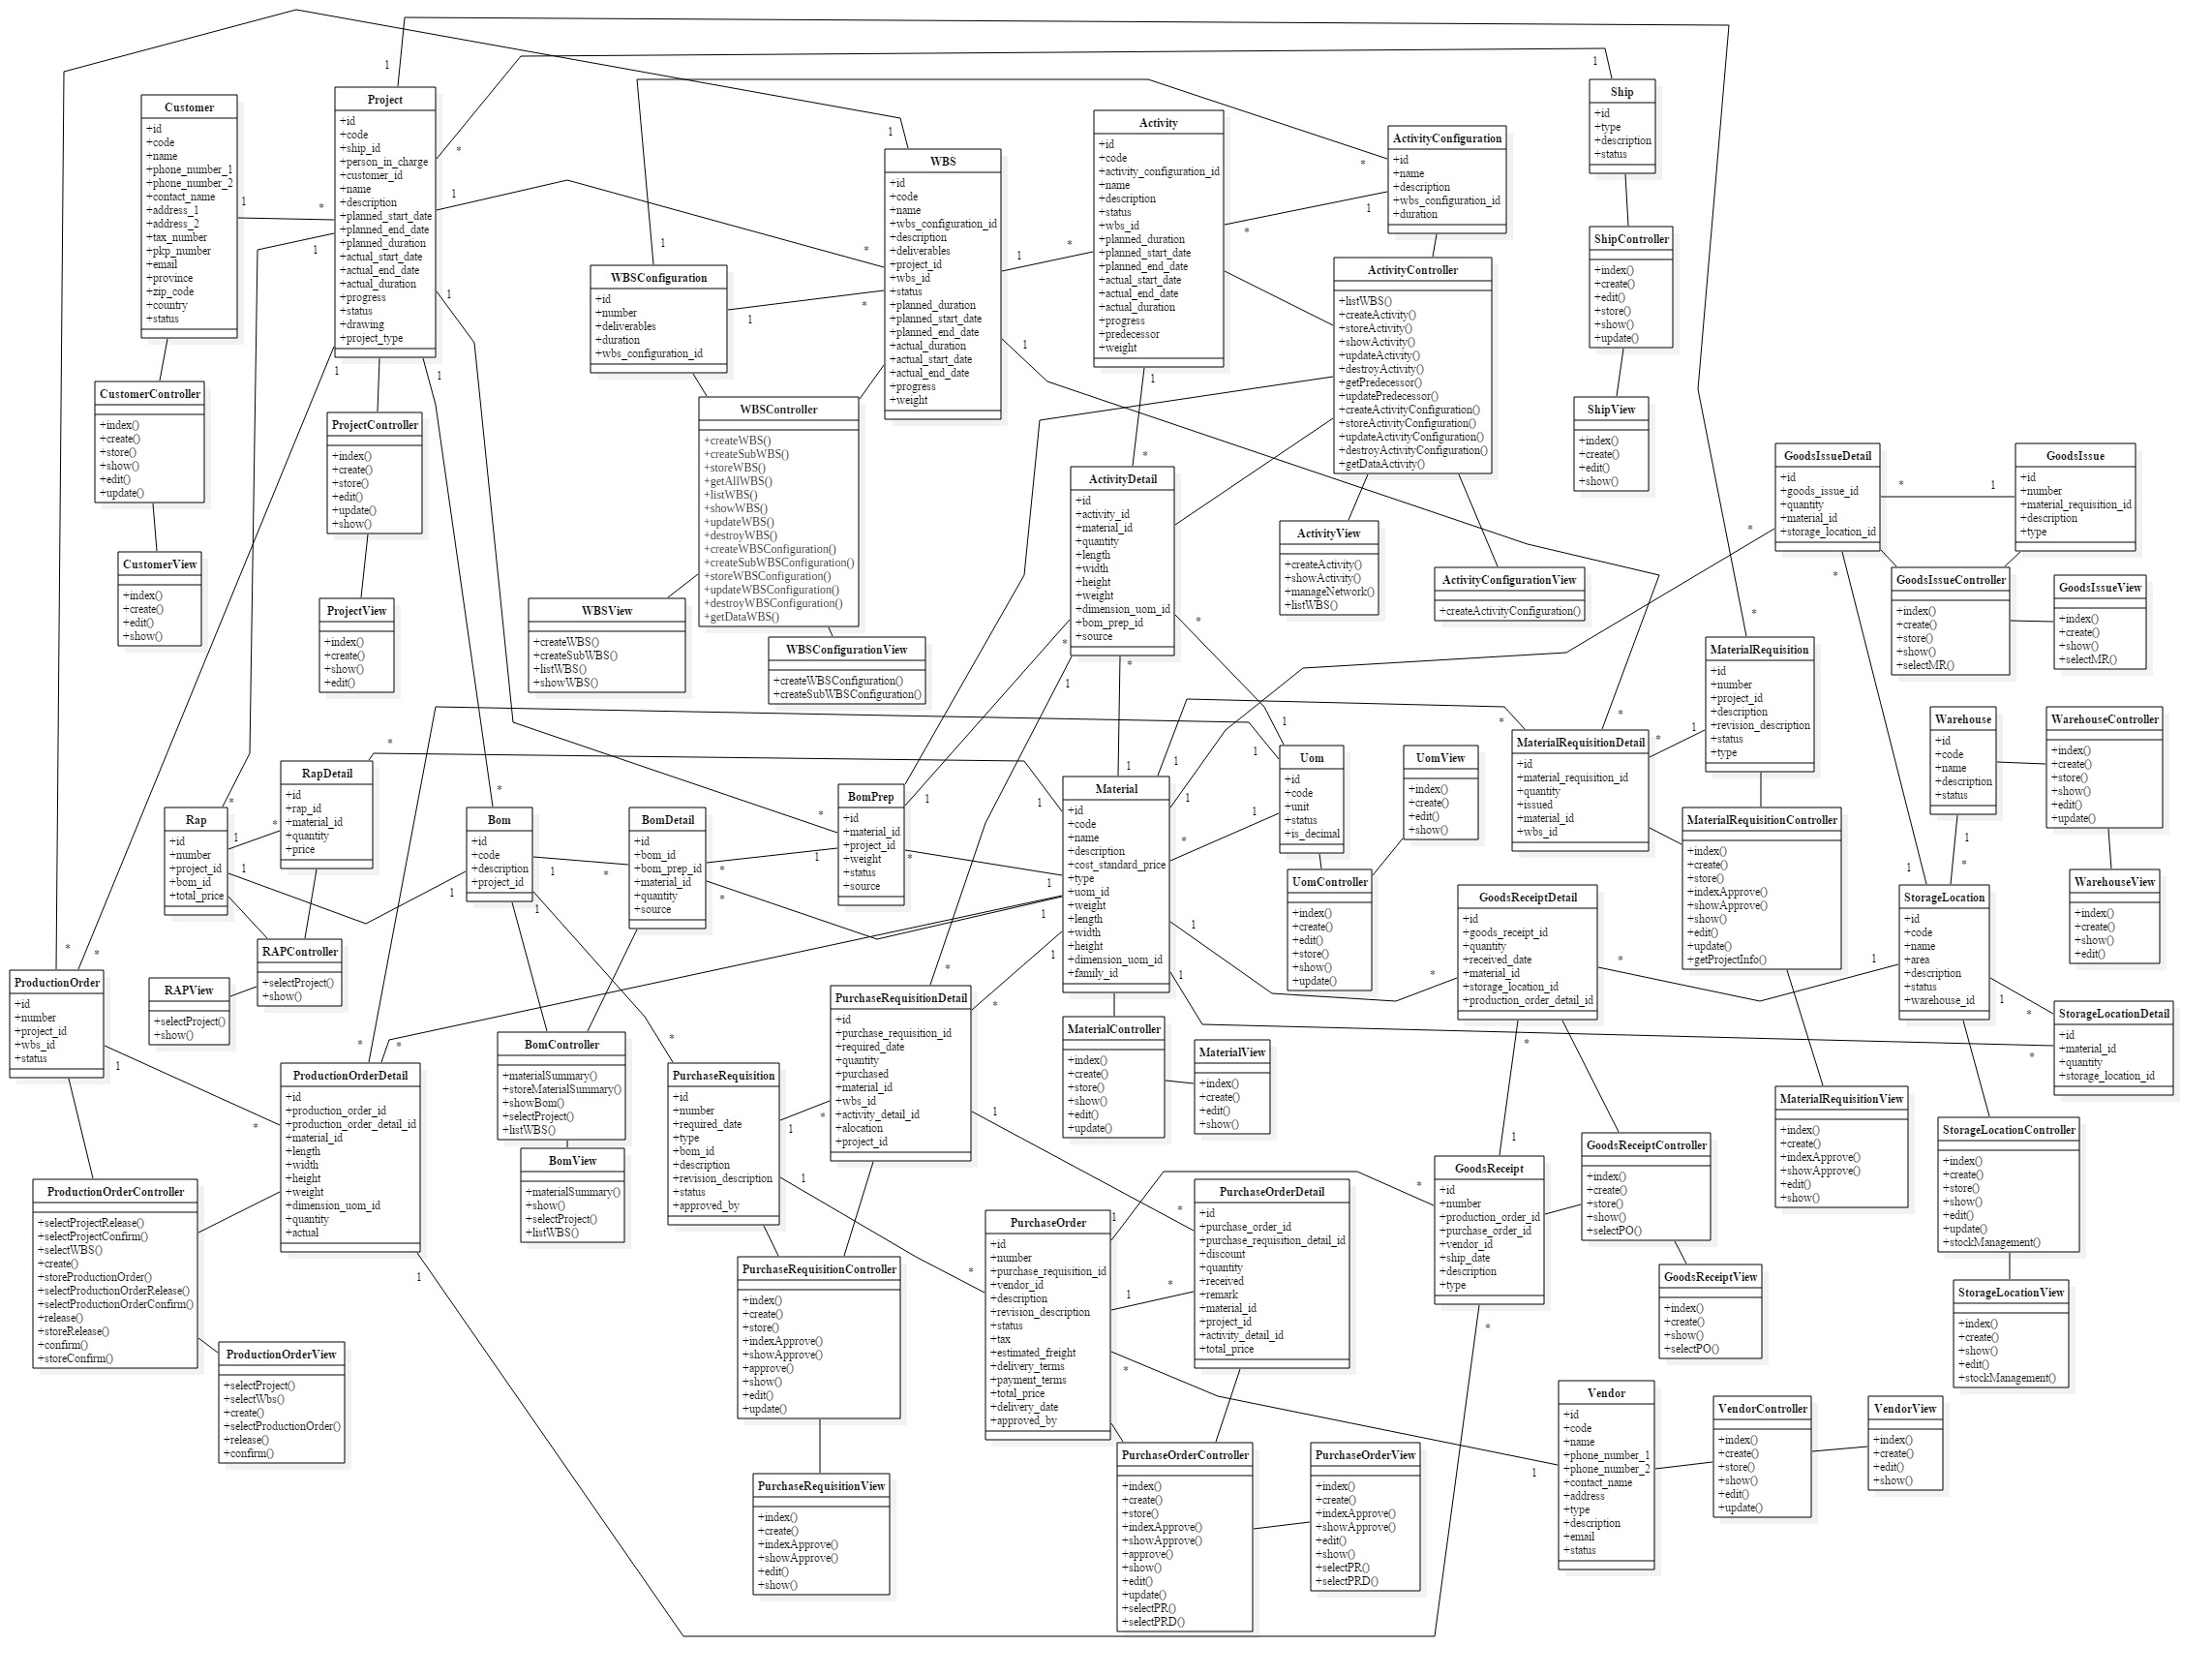 Customer
+id
+code
+name
+phone_number_1
+phone_number_2
+contact_name
+address_1
+address_2
+tax_number
+pkp_number
+email
+province
+zip_code
+country
+status
Project
+id
+code
+ship_id
+person_in_charge
+customer_id
+name
+description
+planned_start_date
+planned_end_date
+planned_duration
+actual_start_date
+actual_end_date
+actual_duration
+progress
+status
+drawing
+project_type
WBS
+id
+code
+name
+wbs_configuration_id
+description
+deliverables
+project_id
+wbs_id
+status
+planned_duration
+planned_start_date
+planned_end_date
+actual_duration
+actual_start_date
+actual_end_date
+progress
+weight
Activity
+id
+code
+activity_configuration_id
+name
+description
+status
+wbs_id
+planned_duration
+planned_start_date
+planned_end_date
+actual_start_date
+actual_end_date
+actual_duration
+progress
+predecessor
+weight
ActivityConfiguration
+id
+name
+description
+wbs_configuration_id
+duration
Ship
+id
+type
+description
+status
ShipController
+index()
+create()
+edit()
+store()
+show()
+update()
ShipView
+index()
+create()
+edit()
+show()
WBSConfiguration
+id
+number
+deliverables
+duration
+wbs_configuration_id
ActivityController
+listWBS()
+createActivity()
+storeActivity()
+showActivity()
+updateActivity()
+destroyActivity()
+getPredecessor()
+updatePredecessor()
+createActivityConfiguration()
+storeActivityConfiguration()
+updateActivityConfiguration()
+destroyActivityConfiguration()
+getDataActivity()
CustomerController
+index()
+create()
+store()
+show()
+edit()
+update()
CustomerView
+index()
+create()
+edit()
+show()
ProjectController
+index()
+create()
+store()
+edit()
+update()
+show()
ProjectView
+index()
+create()
+show()
+edit()
WBSController
+createWBS()
+createSubWBS()
+storeWBS()
+getAllWBS()
+listWBS()
+showWBS()
+updateWBS()
+destroyWBS()
+createWBSConfiguration()
+createSubWBSConfiguration()
+storeWBSConfiguration()
+updateWBSConfiguration()
+destroyWBSConfiguration()
+getDataWBS()
WBSView
+createWBS()
+createSubWBS()
+listWBS()
+showWBS()
WBSConfigurationView
+createWBSConfiguration()
+createSubWBSConfiguration()
ActivityDetail
+id
+activity_id
+material_id
+quantity
+length
+width
+height
+weight
+dimension_uom_id
+bom_prep_id
+source
ActivityView
+createActivity()
+showActivity()
+manageNetwork()
+listWBS()
ActivityConfigurationView
+createActivityConfiguration()
GoodsIssueDetail
+id
+goods_issue_id
+quantity
+material_id
+storage_location_id
GoodsIssue
+id
+number
+material_requisition_id
+description
+type
GoodsIssueController
+index()
+create()
+store()
+show()
+selectMR()
GoodsIssueView
+index()
+create()
+show()
+selectMR()
MaterialRequisition
+id
+number
+project_id
+description
+revision_description
+status
+type
Warehouse
+id
+code
+name
+description
+status
WarehouseController
+index()
+create()
+store()
+show()
+edit()
+update()
WarehouseView
+index()
+create()
+show()
+edit()
MaterialRequisitionDetail
+id
+material_requisition_id
+quantity
+issued
+material_id
+wbs_id
MaterialRequisitionController
+index()
+create()
+store()
+indexApprove()
+showApprove()
+show()
+edit()
+update()
+getProjectInfo()
Uom
+id
+code
+unit
+status
+is_decimal
UomView
+index()
+create()
+edit()
+show()
UomController
+index()
+create()
+edit()
+store()
+show()
+update()
RapDetail
+id
+rap_id
+material_id
+quantity
+price
Rap
+id
+number
+project_id
+bom_id
+total_price
Bom
+id
+code
+description
+project_id
BomDetail
+id
+bom_id
+bom_prep_id
+material_id
+quantity
+source
BomPrep
+id
+material_id
+project_id
+weight
+status
+source
Material
+id
+code
+name
+description
+cost_standard_price
+type
+uom_id
+weight
+length
+width
+height
+dimension_uom_id
+family_id
GoodsReceiptDetail
+id
+goods_receipt_id
+quantity
+received_date
+material_id
+storage_location_id
+production_order_detail_id
StorageLocation
+id
+code
+name
+area
+description
+status
+warehouse_id
StorageLocationDetail
+id
+material_id
+quantity
+storage_location_id
RAPController
+selectProject()
+show()
RAPView
+selectProject()
+show()
ProductionOrder
+id
+number
+project_id
+wbs_id
+status
ProductionOrderDetail
+id
+production_order_id
+production_order_detail_id
+material_id
+length
+width
+height
+weight
+dimension_uom_id
+quantity
+actual
BomController
+materialSummary()
+storeMaterialSummary()
+showBom()
+selectProject()
+listWBS()
BomView
+materialSummary()
+show()
+selectProject()
+listWBS()
PurchaseRequisition
+id
+number
+required_date
+type
+bom_id
+description
+revision_description
+status
+approved_by
PurchaseRequisitionDetail
+id
+purchase_requisition_id
+required_date
+quantity
+purchased
+material_id
+wbs_id
+activity_detail_id
+alocation
+project_id
MaterialController
+index()
+create()
+store()
+show()
+edit()
+update()
MaterialView
+index()
+create()
+edit()
+show()
MaterialRequisitionView
+index()
+create()
+indexApprove()
+showApprove()
+edit()
+show()
StorageLocationController
+index()
+create()
+store()
+show()
+edit()
+update()
+stockManagement()
StorageLocationView
+index()
+create()
+show()
+edit()
+stockManagement()
GoodsReceiptController
+index()
+create()
+store()
+show()
+selectPO()
GoodsReceipt
+id
+number
+production_order_id
+purchase_order_id
+vendor_id
+ship_date
+description
+type
GoodsReceiptView
+index()
+create()
+show()
+selectPO()
ProductionOrderController
+selectProjectRelease()
+selectProjectConfirm()
+selectWBS()
+create()
+storeProductionOrder()
+selectProductionOrderRelease()
+selectProductionOrderConfirm()
+release()
+storeRelease()
+confirm()
+storeConfirm()
ProductionOrderView
+selectProject()
+selectWbs()
+create()
+selectProductionOrder()
+release()
+confirm()
PurchaseRequisitionController
+index()
+create()
+store()
+indexApprove()
+showApprove()
+approve()
+show()
+edit()
+update()
PurchaseRequisitionView
+index()
+create()
+indexApprove()
+showApprove()
+edit()
+show()
PurchaseOrder
+id
+number
+purchase_requisition_id
+vendor_id
+description
+revision_description
+status
+tax
+estimated_freight
+delivery_terms
+payment_terms
+total_price
+delivery_date
+approved_by
PurchaseOrderDetail
+id
+purchase_order_id
+purchase_requisition_detail_id
+discount
+quantity
+received
+remark
+material_id
+project_id
+activity_detail_id
+total_price
PurchaseOrderController
+index()
+create()
+store()
+indexApprove()
+showApprove()
+approve()
+show()
+edit()
+update()
+selectPR()
+selectPRD()
PurchaseOrderView
+index()
+create()
+indexApprove()
+showApprove()
+edit()
+show()
+selectPR()
+selectPRD()
Vendor
+id
+code
+name
+phone_number_1
+phone_number_2
+contact_name
+address
+type
+description
+email
+status
VendorController
+index()
+create()
+store()
+show()
+edit()
+update()
VendorView
+index()
+create()
+edit()
+show()